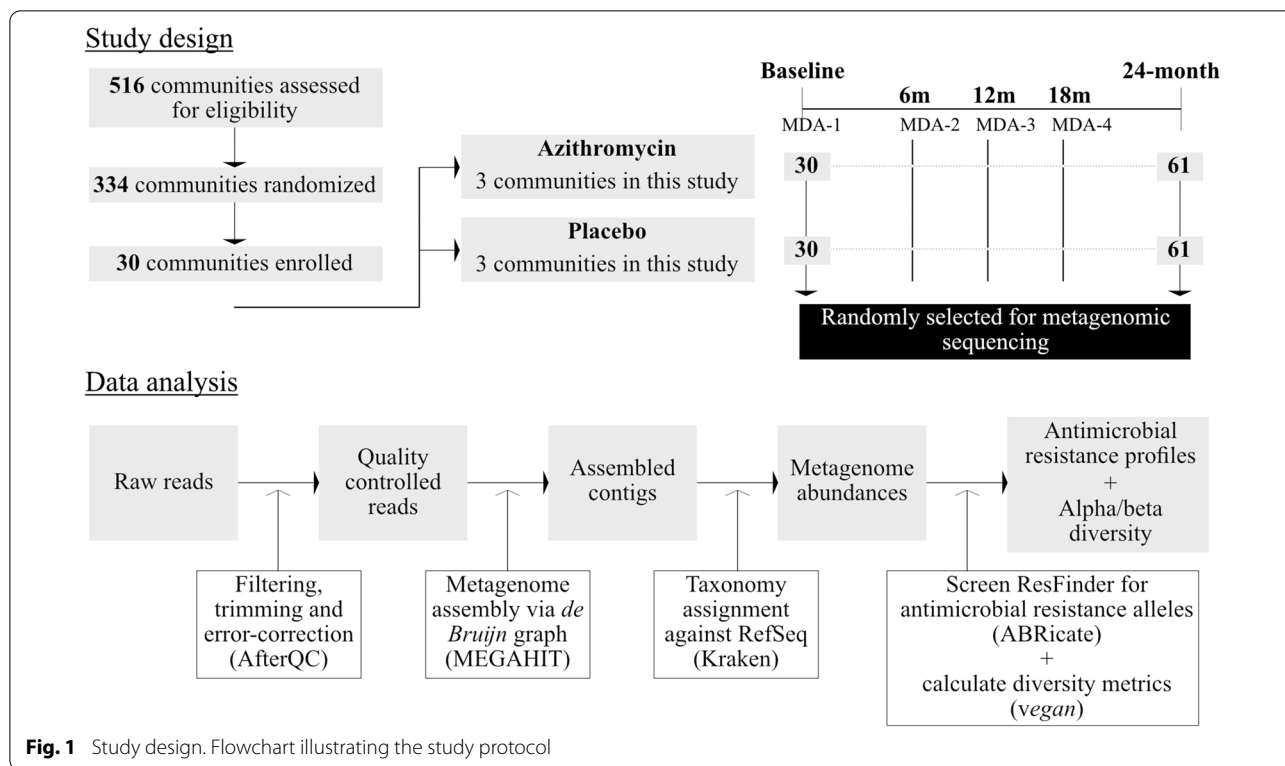 Study design
516 communities assessed
for eligibility
334 communities randomized
30 communities enrolled
Azithromycin
3 communities in this study
Placebo
3 communities in this study
Baseline
24-month
6m
12m
18m
MDA-1
MDA-2
MDA-3
MDA-4
30
61
30
61
Randomly selected for metagenomic
sequencing
Data analysis
Raw reads
Quality
controlled
reads
Assembled
contigs
Metagenome
abundances
Antimicrobial
resistance profiles
+
Alpha/beta
diversity
Filtering,
trimming and
error-correction
(AfterQC)
Metagenome
assembly via de
Bruijn graph
(MEGAHIT)
Taxonomy
assignment
against RefSeq
(Kraken)
Screen ResFinder for
antimicrobial resistance alleles
(ABRicate)
+
calculate diversity metrics
(vegan)
Fig. 1 Study design. Flowchart illustrating the study protocol